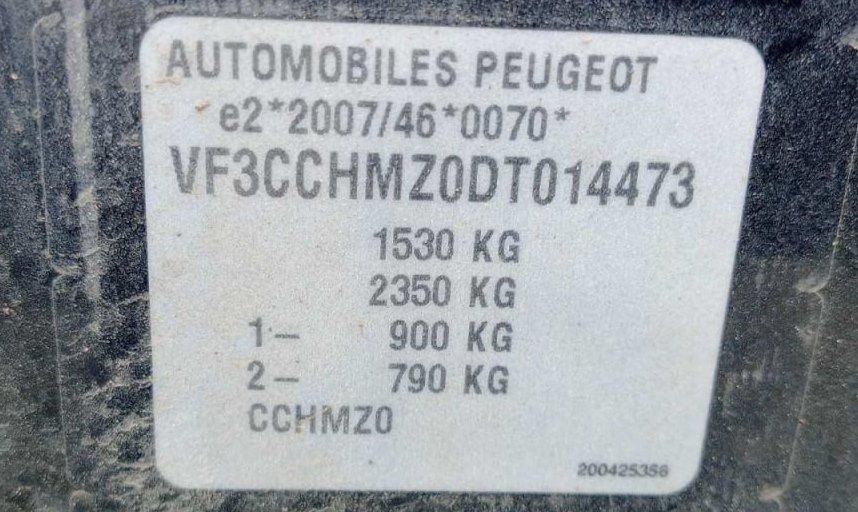 AUTOMOBILES PEUGEOT
e2*2007/46*0070*
VF3CCHMZ0DT014473
1530 KG
2350 KG
1- 900 KG
2- 790 KG
CCHMZ0
200425356